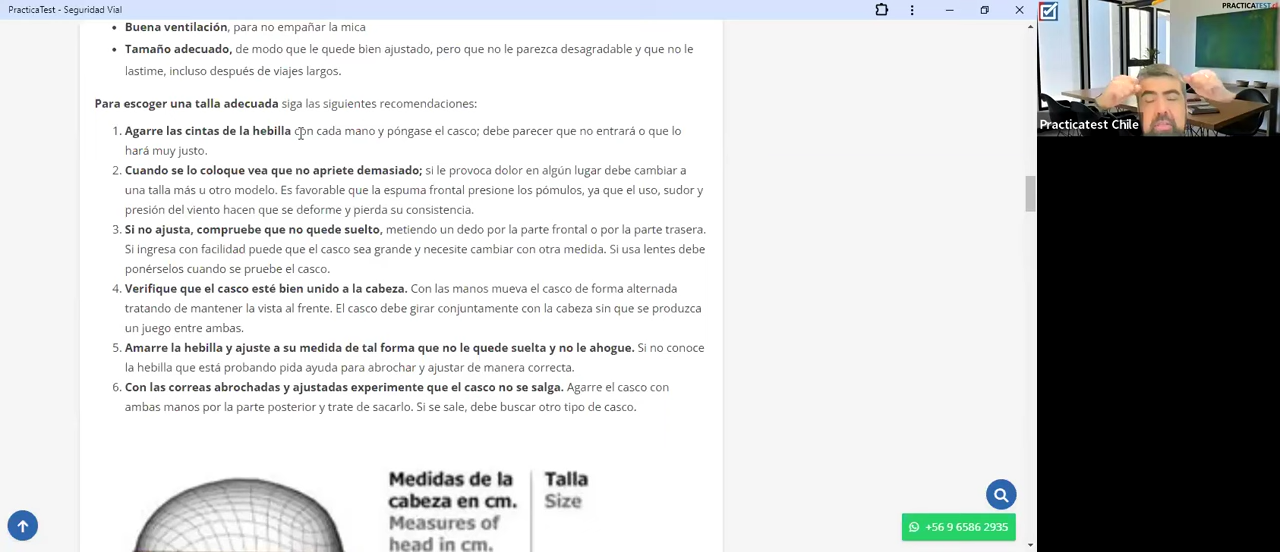 PracticaTest - Seguridad Vial
PRACTICATEST.cl
• Buena ventilación, para no empañar la mica
• Tamaño adecuado, de modo que le quede bien ajustado, pero que no le parezca desagradable y que no le
lastime, incluso después de viajes largos.
Para escoger una talla adecuada siga las siguientes recomendaciones:
1. Agarre las cintas de la hebilla con cada mano y póngase el casco; debe parecer que no entrará o que lo
hará muy justo.
2. Cuando se lo coloque vea que no apriete demasiado; si le provoca dolor en algún lugar debe cambiar a
una talla más u otro modelo. Es favorable que la espuma frontal presione los pómulos, ya que el uso, sudor y
presión del viento hacen que se deforme y pierda su consistencia.
3. Si no ajusta, compruebe que no quede suelto, metiendo un dedo por la parte frontal o por la parte trasera.
Si ingresa con facilidad puede que el casco sea grande y necesite cambiar con otra medida. Si usa lentes debe
ponérselos cuando se pruebe el casco.
4. Verifique que el casco esté bien unido a la cabeza. Con las manos mueva el casco de forma alternada
tratando de mantener la vista al frente. El casco debe girar conjuntamente con la cabeza sin que se produzca
un juego entre ambas.
5. Amarre la hebilla y ajuste a su medida de tal forma que no le quede suelta y no le ahogue. Si no conoce
la hebilla que está probando pida ayuda para abrochar y ajustar de manera correcta.
6. Con las correas abrochadas y ajustadas experimente que el casco no se salga. Agarre el casco con
ambas manos por la parte posterior y trate de sacarlo. Si se sale, debe buscar otro tipo de casco.
Medidas de la
cabeza en cm.
Measures of
head in cm.
Talla
Size
+56 9 6586 2935
Practicatest Chile